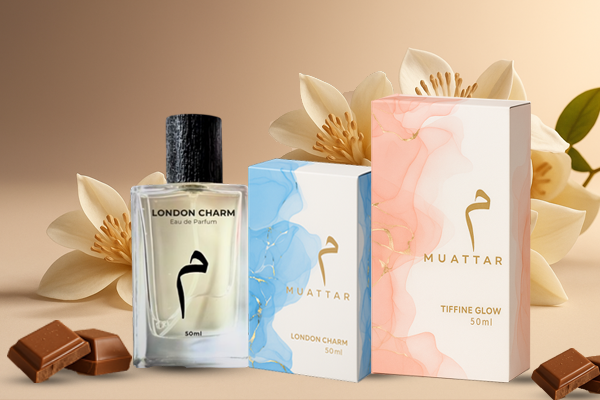 LONDON CHARM
Eau de Parfum
م
50ml
م
MUATTAR
LONDON CHARM
50ml
م
MUATTAR
TIFFINE GLOW
50ml